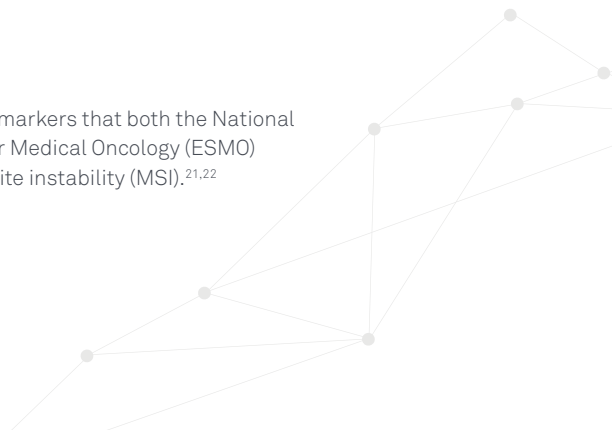 markers that both the National
r Medical Oncology (ESMO)
ite instability (MSI).21,22